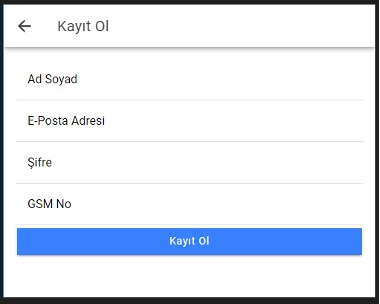 Kayıt Ol
Ad Soyad
E-Posta Adresi
Şifre
GSM No
Kayıt Ol